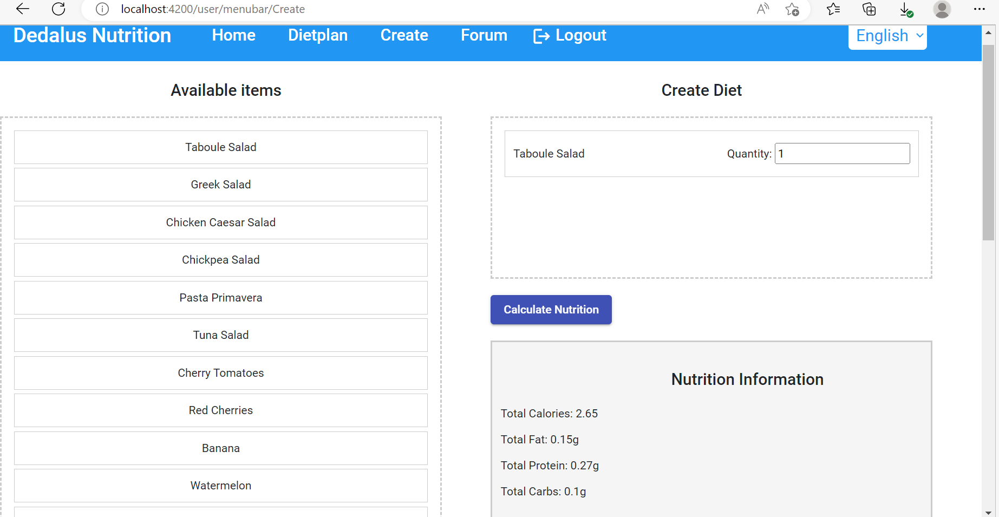 localhost:4200/user/menubar/Create
Dedalus Nutrition Home Dietplan Create Forum Logout English
Available items
Taboule Salad
Greek Salad
Chicken Caesar Salad
Chickpea Salad
Pasta Primavera
Tuna Salad
Cherry Tomatoes
Red Cherries
Banana
Watermelon
Create Diet
Taboule Salad Quantity: 1
Calculate Nutrition
Nutrition Information
Total Calories: 2.65
Total Fat: 0.15g
Total Protein: 0.27g
Total Carbs: 0.1g